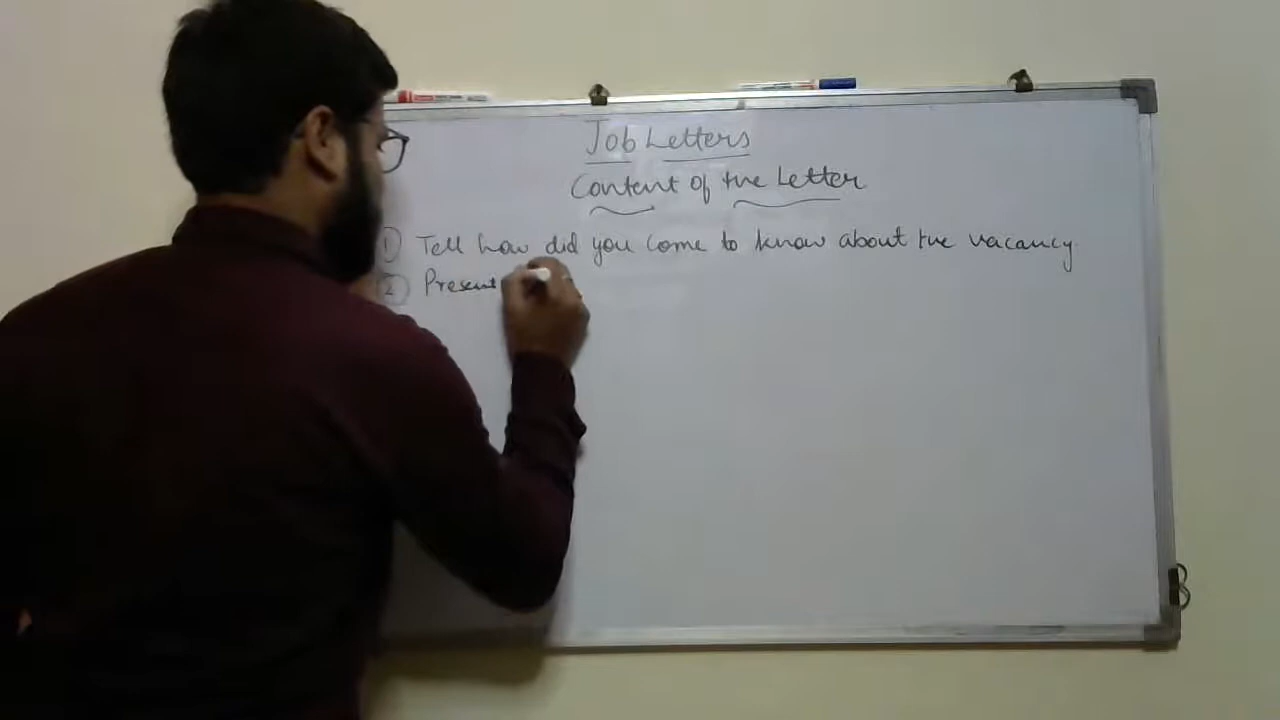 Job Letters
Content of the Letter
1 Tell how did you come to know about the vacancy
2 Present